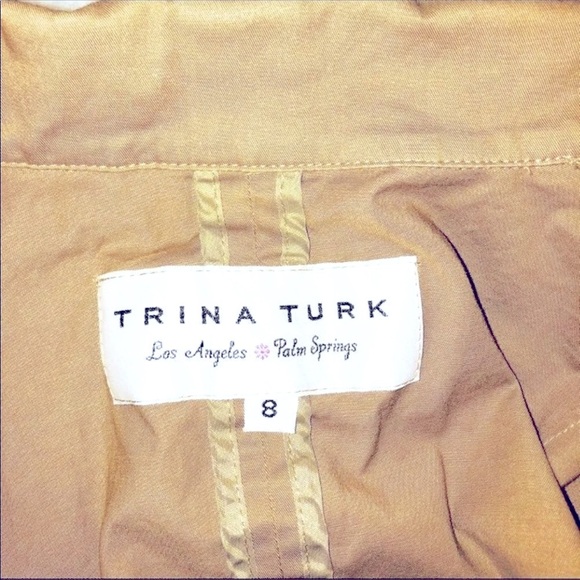 TRINA TURK
Los Angeles Palm Springs
8